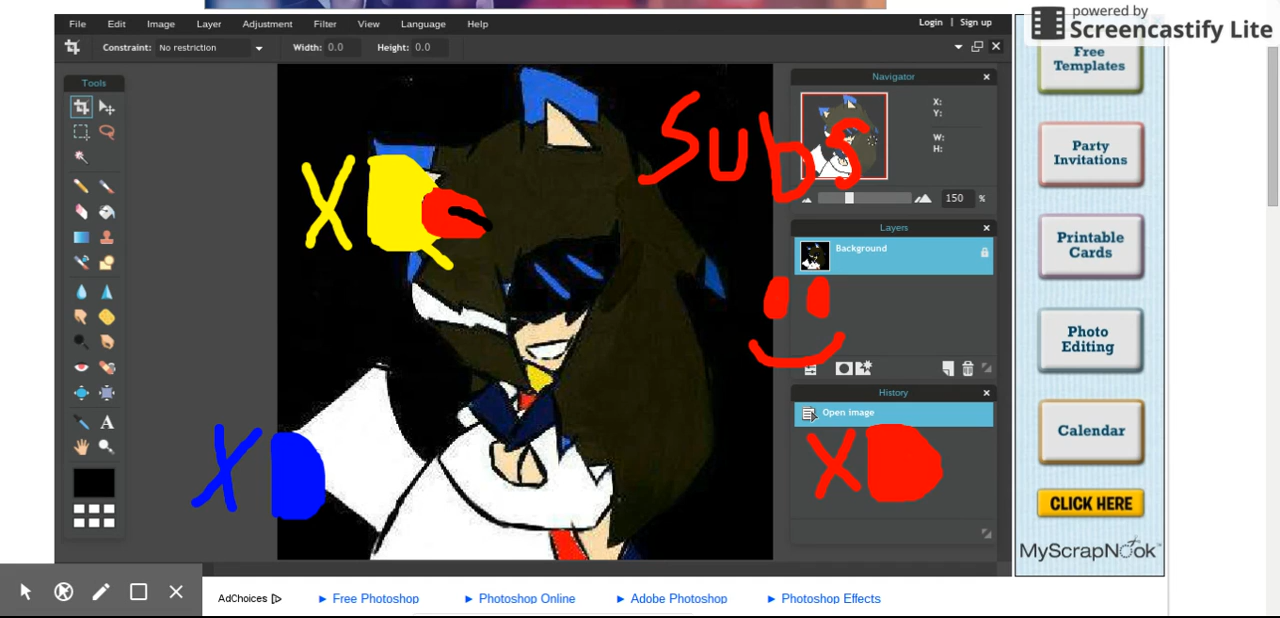 powered by
Screencastify Lite
File Edit Image Layer Adjustment Filter View Language Help
Login | Sign up
Constraint: No restriction Width: 0.0 Height: 0.0
Tools
Navigator
X:
Y:
W:
H:
150 %
Layers
Background
History
Open image
Subs
XD
XD
XD
Free
Templates
Party
Invitations
Printable
Cards
Photo
Editing
Calendar
CLICK HERE
MyScrapNook
AdChoices
► Free Photoshop
► Photoshop Online
► Adobe Photoshop
► Photoshop Effects